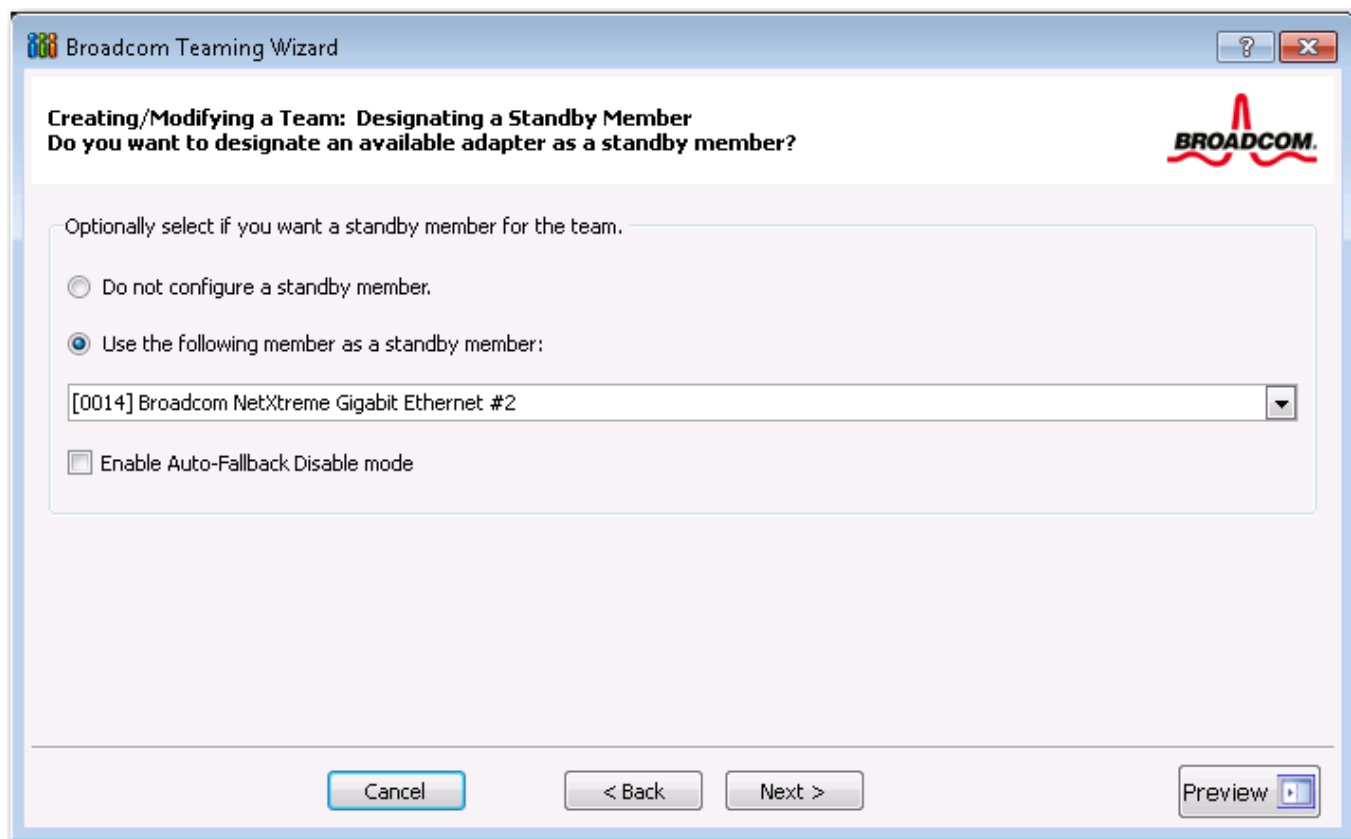 Broadcom Teaming Wizard
?
Creating/Modifying a Team: Designating a Standby Member
Do you want to designate an available adapter as a standby member?
BROADCOM.
Optionally select if you want a standby member for the team.
Do not configure a standby member.
Use the following member as a standby member:
[0014] Broadcom NetXtreme Gigabit Ethernet #2
Enable Auto-Fallback Disable mode
Cancel < Back Next > Preview